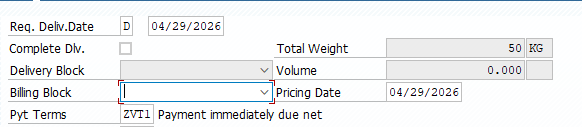 Req. Deliv.Date D 04/29/2026
Complete Dlv. Total Weight 50 KG
Delivery Block Volume 0.000
Billing Block Pricing Date 04/29/2026
Pyt Terms ZVT1 Payment immediately due net